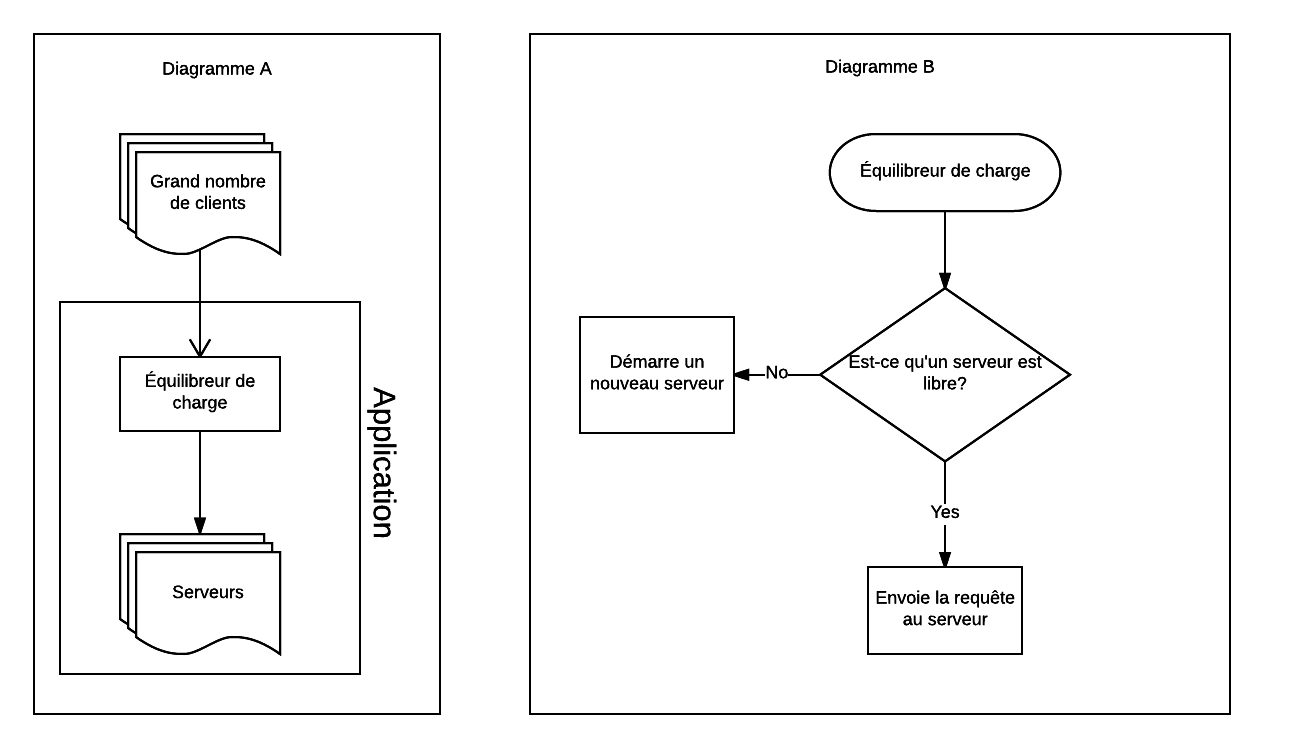 Diagramme A
Grand nombre
de clients
Équilibreur de
charge
Application
Serveurs
Diagramme B
Équilibreur de charge
Est-ce qu'un serveur est
libre?
No
Démarre un
nouveau serveur
Yes
Envoie la requête
au serveur